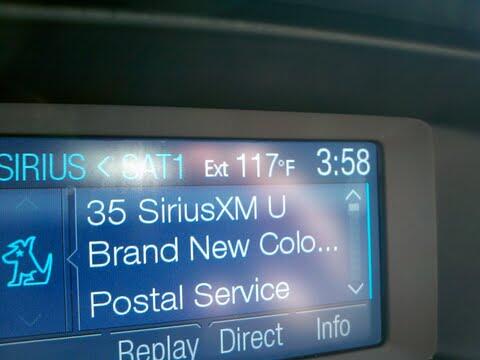 SIRIUS < SAT1 Ext 117°F 3:58
35 SiriusXM U
Brand New Colo...
Postal Service
Replay Direct Info